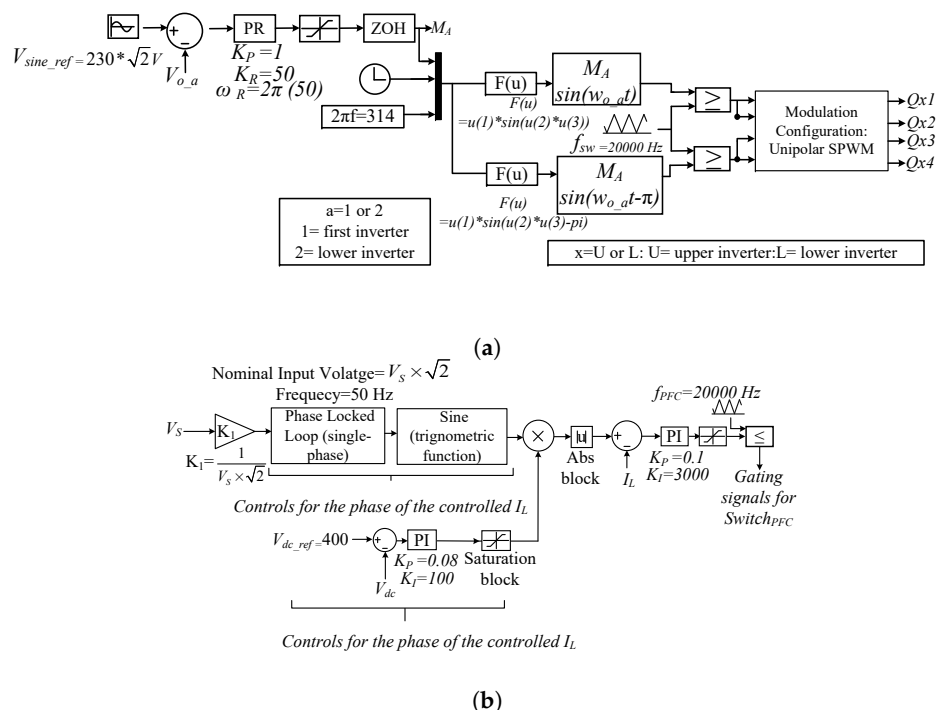 V_sine_ref = 230*√2 V
V_o_a
PR
K_P=1
K_R=50
ω_R=2π (50)
ZOH
M_A
2πf=314
F(u)
F(u)
=u(1)*sin(u(2)*u(3))
M_A
sin(w_o_a t)
f_sw=20000 Hz
F(u)
F(u)
=u(1)*sin(u(2)*u(3)-pi)
M_A
sin(w_o_a t-π)
≥
≥
Modulation
Configuration:
Unipolar SPWM
Qx1
Qx2
Qx3
Qx4
a=1 or 2
1= first inverter
2= lower inverter
x=U or L: U= upper inverter:L= lower inverter
(a)
Nominal Input Volatge= V_S × √2
Frequecy=50 Hz
V_S
K_1
K_1= 1
V_S × √2
Phase Locked
Loop (single-
phase)
Sine
(trignometric
function)
×
|u|
Abs
block
I_L
PI
K_P=0.1
K_I=3000
f_PFC=20000 Hz
≤
Gating
signals for
Switch_PFC
Controls for the phase of the controlled I_L
V_dc_ref=400
V_dc
PI
K_P=0.08
K_I=100
Saturation
block
Controls for the phase of the controlled I_L
(b)